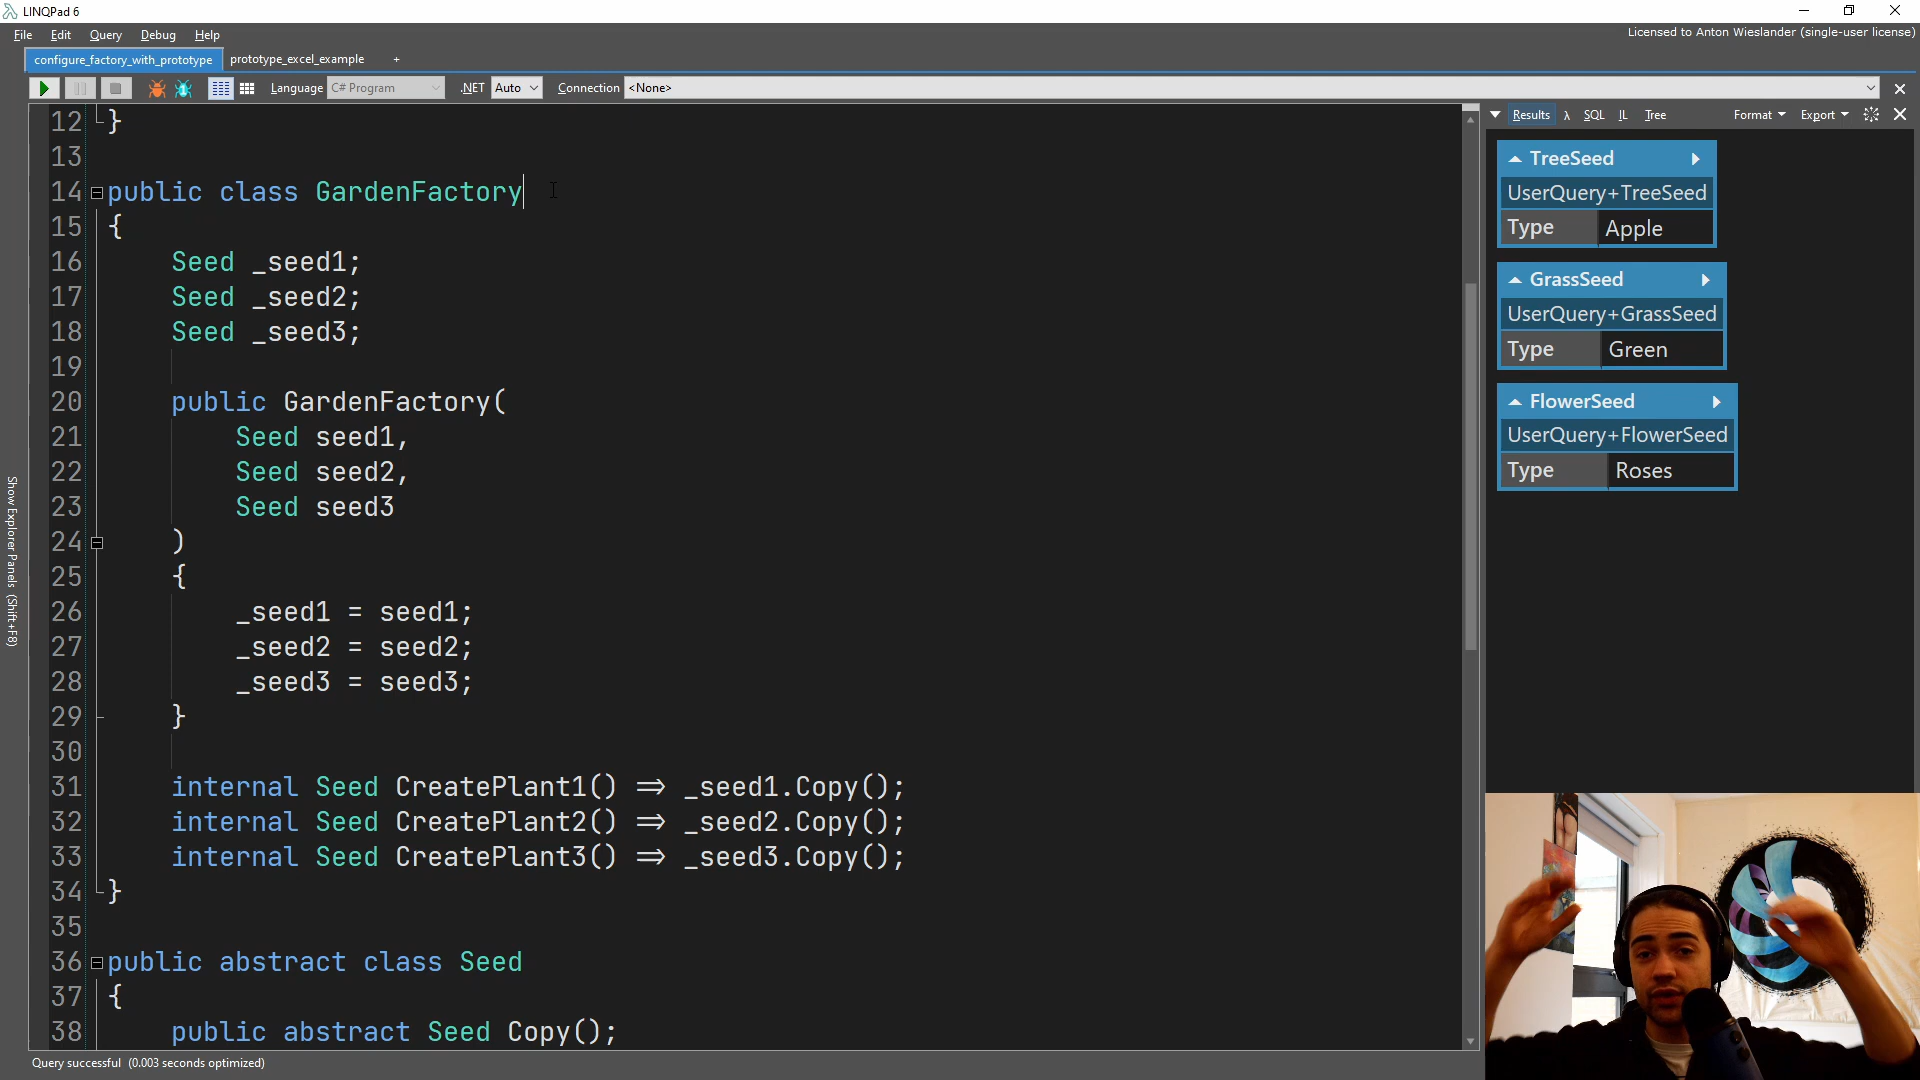 LINQPad 6
File Edit Query Debug Help
Licensed to Anton Wieslander (single-user license)
configure_factory_with_prototype prototype_excel_example +
Language C# Program .NET Auto Connection <None>
Results λ SQL IL Tree Format Export
Show Explorer Panels (Shift+F8)
12 }
13
14 public class GardenFactory
15 {
16 Seed _seed1;
17 Seed _seed2;
18 Seed _seed3;
19
20 public GardenFactory(
21 Seed seed1,
22 Seed seed2,
23 Seed seed3
24 )
25 {
26 _seed1 = seed1;
27 _seed2 = seed2;
28 _seed3 = seed3;
29 }
30
31 internal Seed CreatePlant1() => _seed1.Copy();
32 internal Seed CreatePlant2() => _seed2.Copy();
33 internal Seed CreatePlant3() => _seed3.Copy();
34 }
35
36 public abstract class Seed
37 {
38 public abstract Seed Copy();
TreeSeed
UserQuery+TreeSeed
Type Apple
GrassSeed
UserQuery+GrassSeed
Type Green
FlowerSeed
UserQuery+FlowerSeed
Type Roses
Query successful (0.003 seconds optimized)